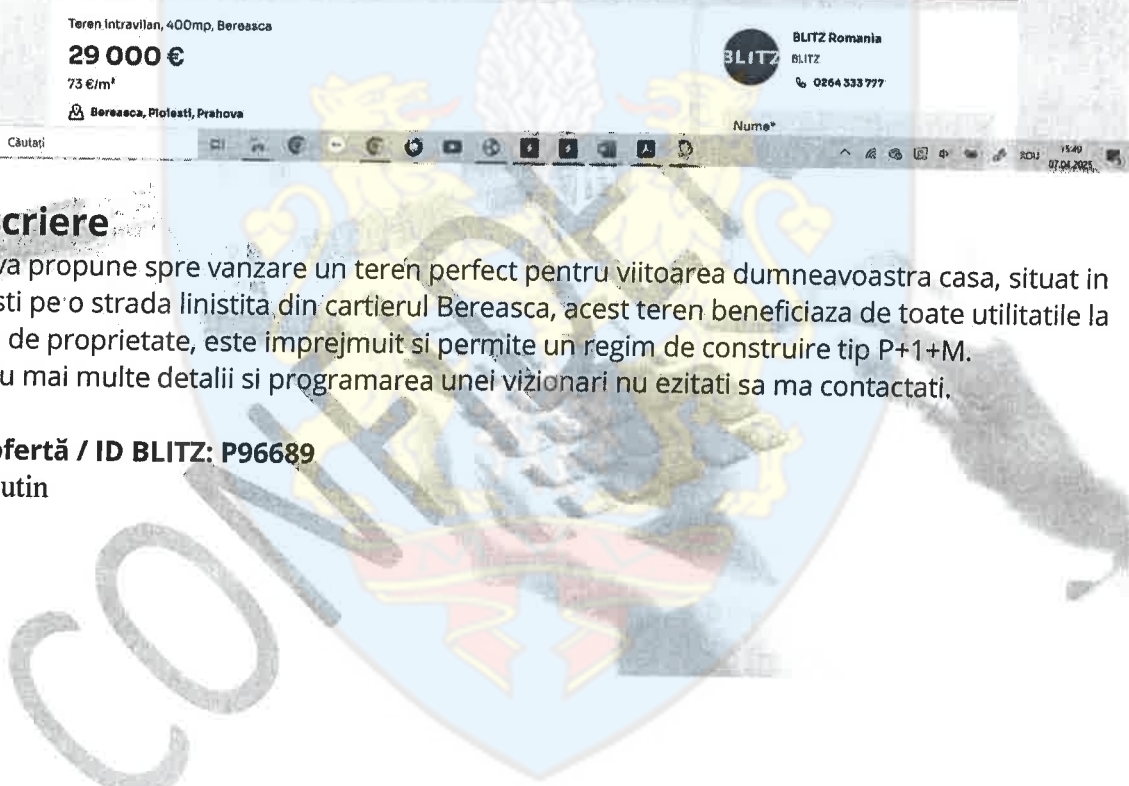 Teren intravilan, 400mp, Bereasca
29 000 €
73 €/m²
Bereasca, Ploiesti, Prahova
BLITZ
BLITZ Romania
BLITZ
0264 333 777
Nume*
Căutați
ROU
15:49
07.04.2025
criere
va propune spre vanzare un teren perfect pentru viitoarea dumneavoastra casa, situat in
sti pe o strada linistita din cartierul Bereasca, acest teren beneficiaza de toate utilitatile la
de proprietate, este imprejmuit si permite un regim de construire tip P+1+M.
u mai multe detalii si programarea unei vizionari nu ezitati sa ma contactati.
ofertă / ID BLITZ: P96689
utin